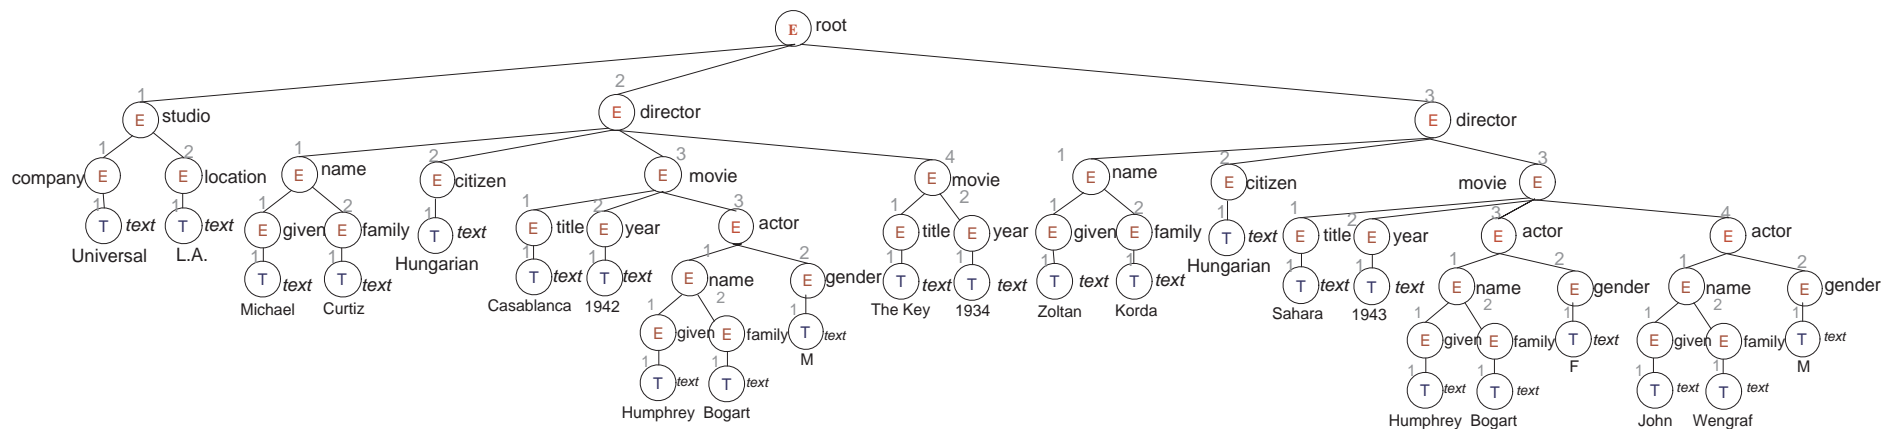 E root
1 2 3
E studio E director E director
1 2 1 2 3 4 1 2 3
company E E location E name E citizen E movie E movie E name E citizen movie E
1 1 1 2 1 1 2 3 1 2 1 2 1 1 2 3 4
T text T text E given E family T text E title E year E actor E title E year E given E family T text E title E year E actor E actor
Universal L.A. Hungarian Hungarian
1 1 1 1 1 2 1 1 1 1 1 1 1 2 1 2
T text T text T text T text E name E gender T text T text T text T text T text T text E name E gender E name E gender
Michael Curtiz Casablanca 1942 The Key 1934 Zoltan Korda Sahara 1943
1 2 1 1 2 1 1 2 1
E given E family T text E given E family T text E given E family T text
M F M
1 1 1 1 1 1
T text T text T text T text T text T text
Humphrey Bogart Humphrey Bogart John Wengraf